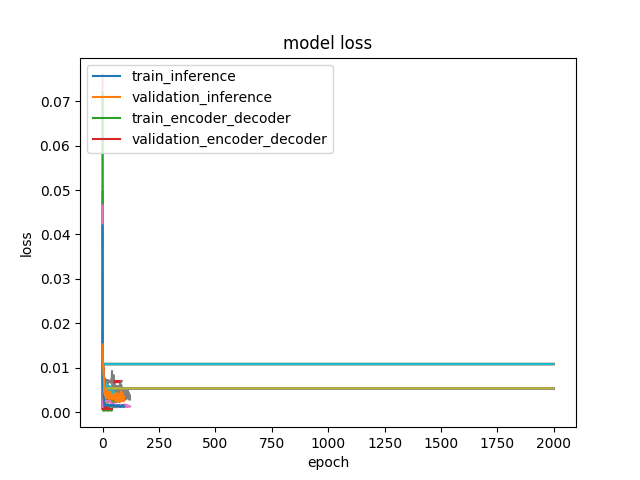 model loss
train_inference
validation_inference
train_encoder_decoder
validation_encoder_decoder
0.07
0.06
0.05
0.04
0.03
0.02
0.01
0.00
loss
0 250 500 750 1000 1250 1500 1750 2000
epoch